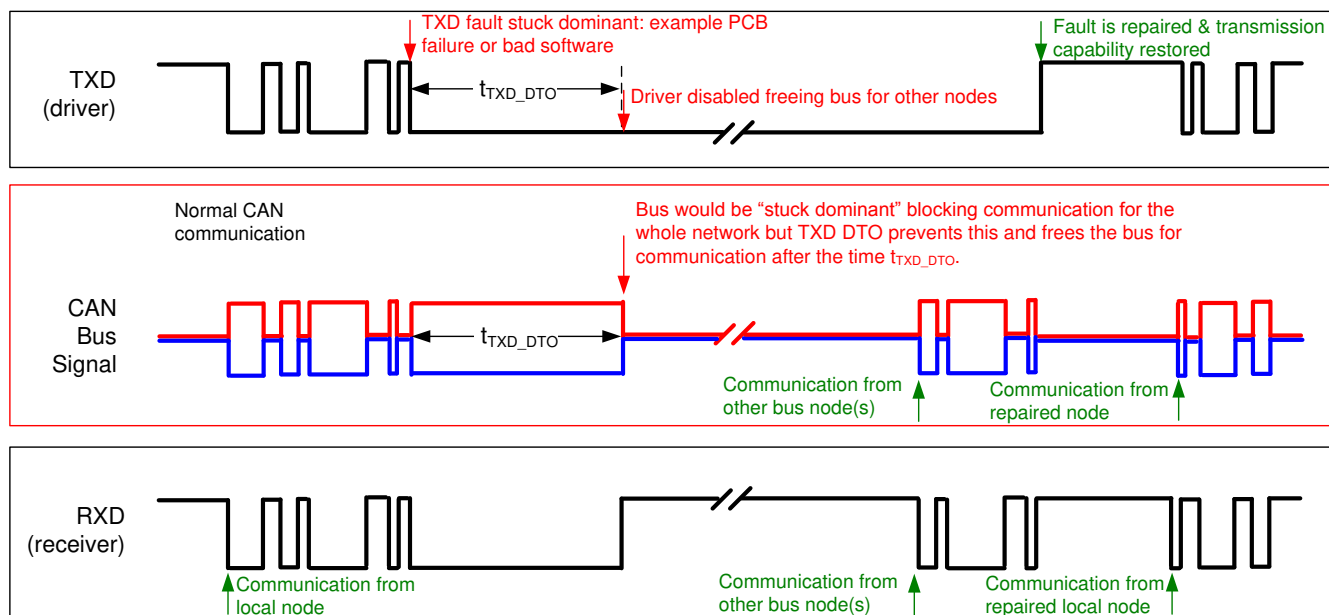 TXD fault stuck dominant: example PCB
failure or bad software
Fault is repaired & transmission
capability restored
TXD
(driver)
tTXD_DTO
Driver disabled freeing bus for other nodes
Normal CAN
communication
Bus would be “stuck dominant” blocking communication for the
whole network but TXD DTO prevents this and frees the bus for
communication after the time tTXD_DTO.
CAN
Bus
Signal
tTXD_DTO
Communication from
other bus node(s)
Communication from
repaired node
RXD
(receiver)
Communication from
local node
Communication from
other bus node(s)
Communication from
repaired local node